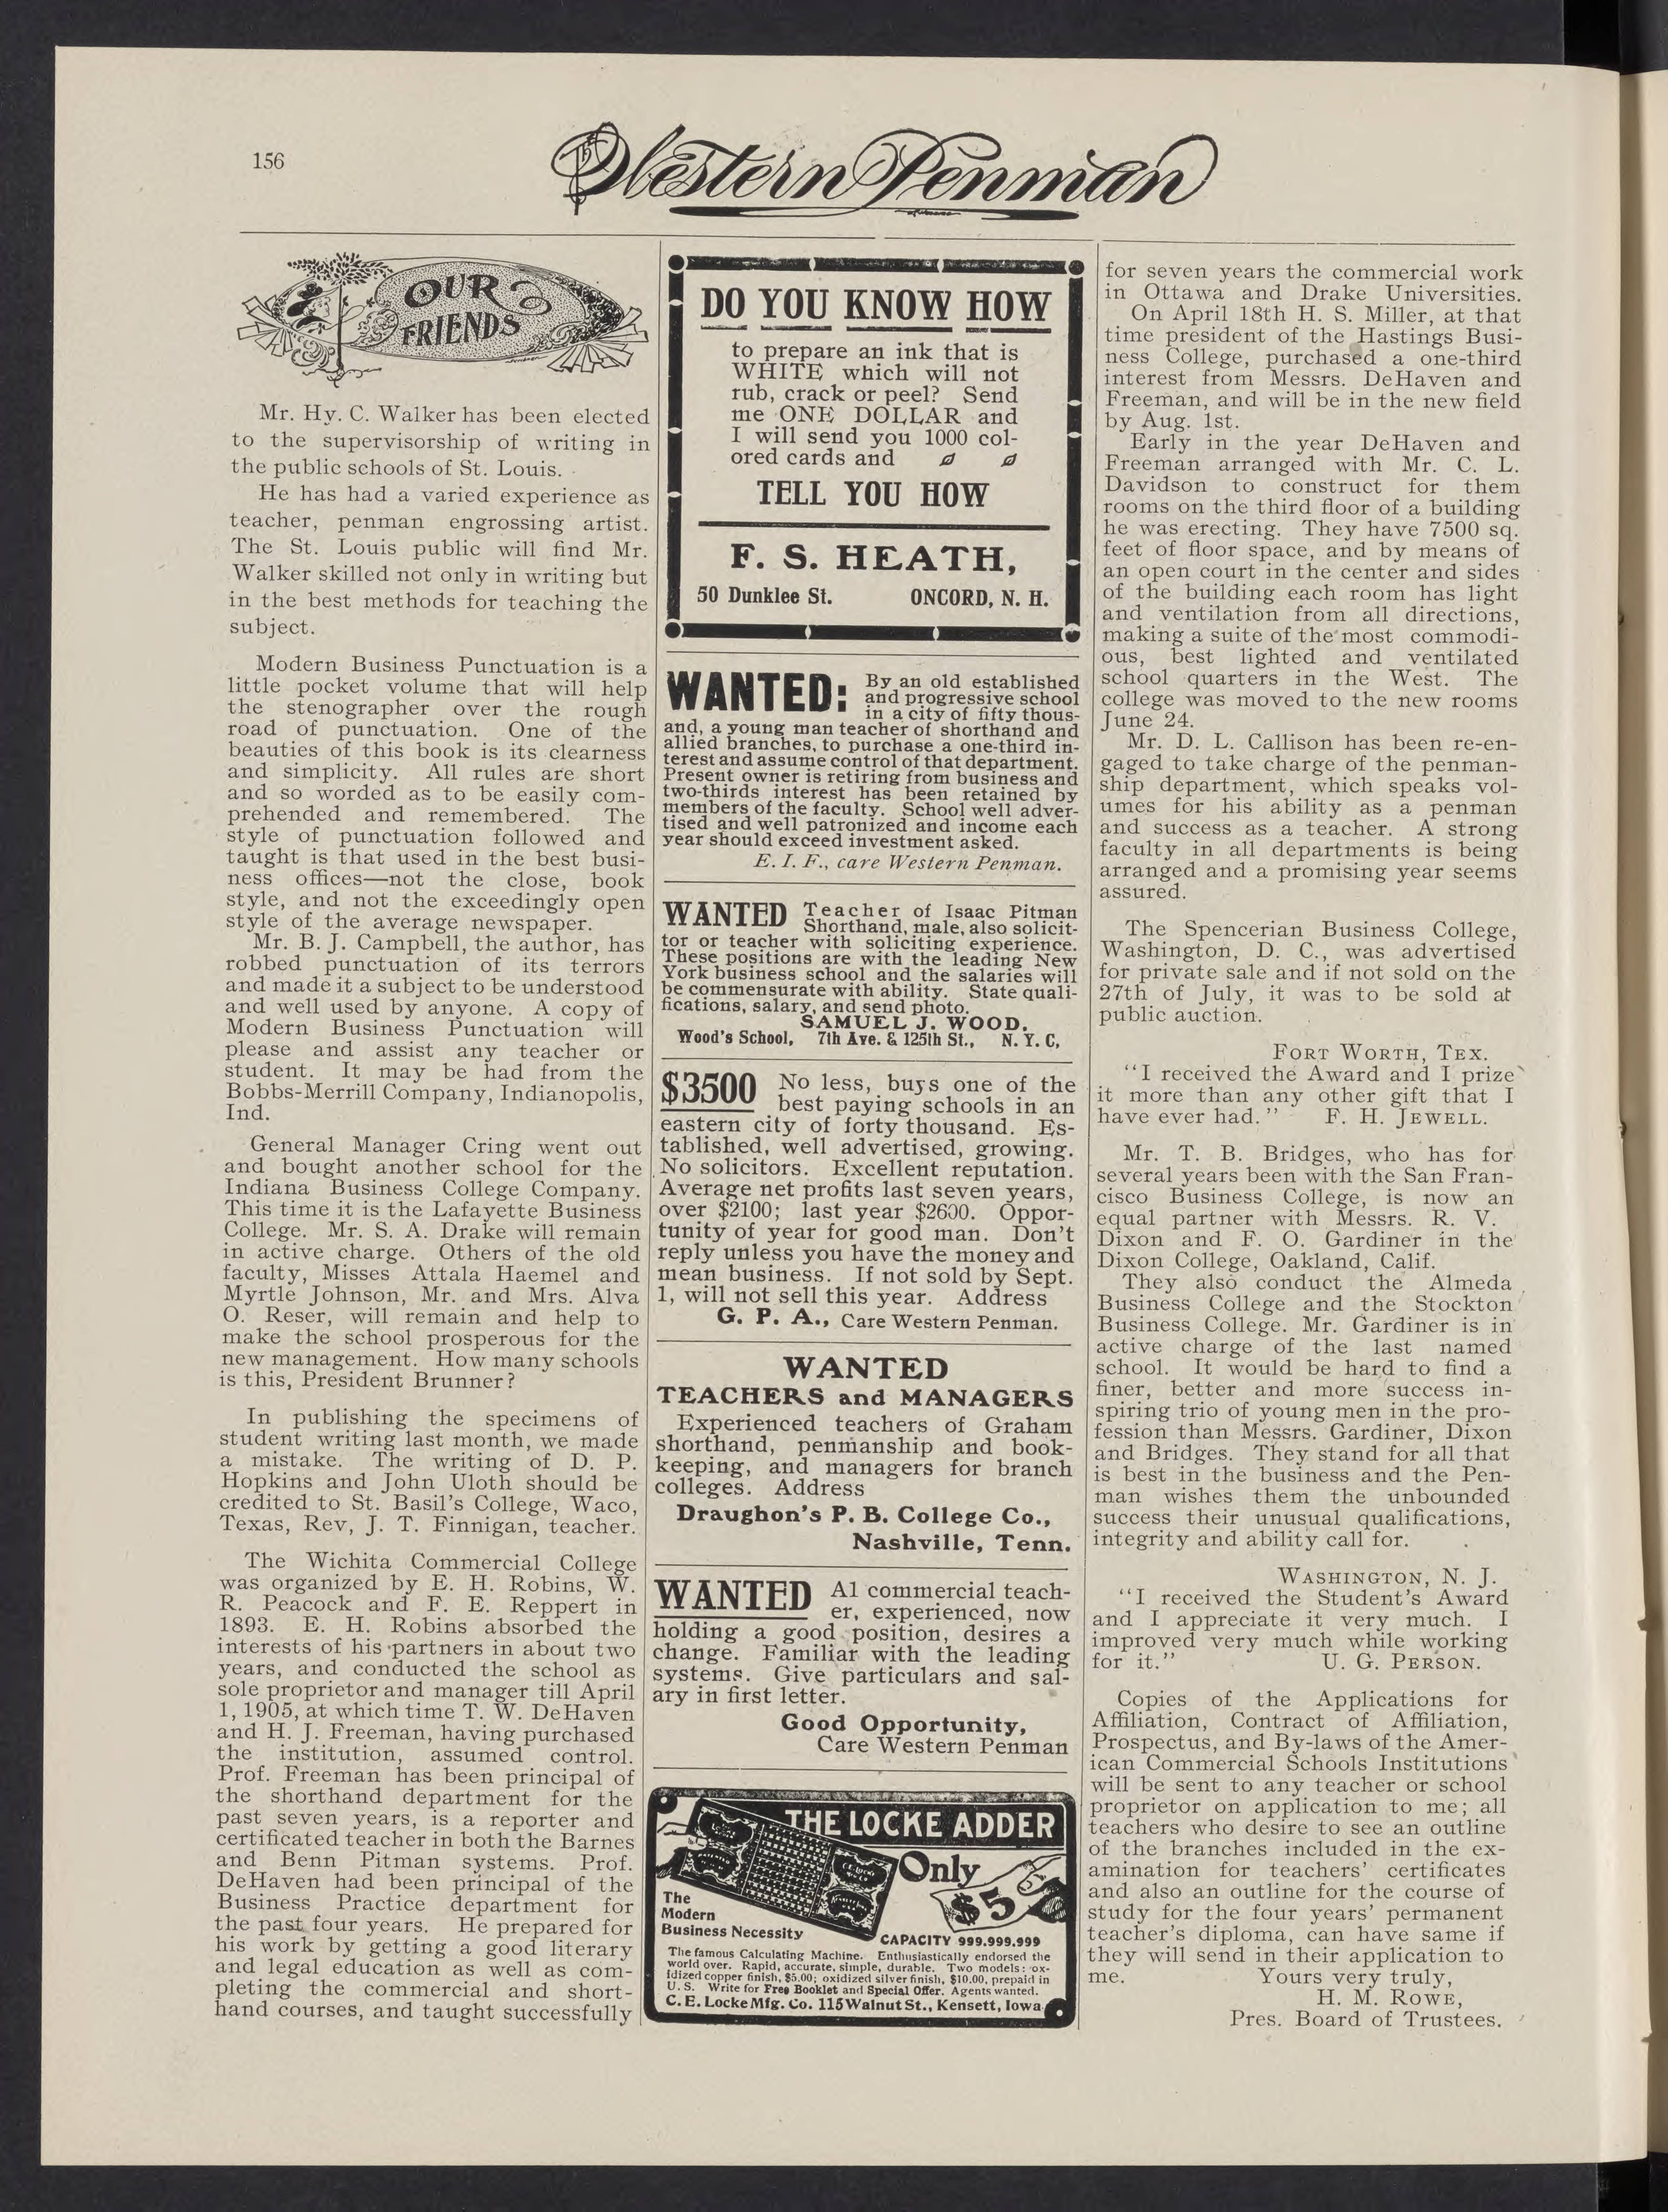 156
Western Penman
OUR
FRIENDS
Mr. Hy. C. Walker has been elected
to the supervisorship of writing in
the public schools of St. Louis.
He has had a varied experience as
teacher, penman engrossing artist.
The St. Louis public will find Mr.
Walker skilled not only in writing but
in the best methods for teaching the
subject.
Modern Business Punctuation is a
little pocket volume that will help
the stenographer over the rough
road of punctuation. One of the
beauties of this book is its clearness
and simplicity. All rules are short
and so worded as to be easily com-
prehended and remembered. The
style of punctuation followed and
taught is that used in the best busi-
ness offices—not the close, book
style, and not the exceedingly open
style of the average newspaper.
Mr. B. J. Campbell, the author, has
robbed punctuation of its terrors
and made it a subject to be understood
and well used by anyone. A copy of
Modern Business Punctuation will
please and assist any teacher or
student. It may be had from the
Bobbs-Merrill Company, Indianopolis,
Ind.
General Manager Cring went out
and bought another school for the
Indiana Business College Company.
This time it is the Lafayette Business
College. Mr. S. A. Drake will remain
in active charge. Others of the old
faculty, Misses Attala Haemel and
Myrtle Johnson, Mr. and Mrs. Alva
O. Reser, will remain and help to
make the school prosperous for the
new management. How many schools
is this, President Brunner?
In publishing the specimens of
student writing last month, we made
a mistake. The writing of D. P.
Hopkins and John Uloth should be
credited to St. Basil's College, Waco,
Texas, Rev, J. T. Finnigan, teacher.
The Wichita Commercial College
was organized by E. H. Robins, W.
R. Peacock and F. E. Reppert in
1893. E. H. Robins absorbed the
interests of his partners in about two
years, and conducted the school as
sole proprietor and manager till April
1, 1905, at which time T. W. DeHaven
and H. J. Freeman, having purchased
the institution, assumed control.
Prof. Freeman has been principal of
the shorthand department for the
past seven years, is a reporter and
certificated teacher in both the Barnes
and Benn Pitman systems. Prof.
DeHaven had been principal of the
Business Practice department for
the past four years. He prepared for
his work by getting a good literary
and legal education as well as com-
pleting the commercial and short-
hand courses, and taught successfully
DO YOU KNOW HOW
to prepare an ink that is
WHITE which will not
rub, crack or peel? Send
me ONE DOLLAR and
I will send you 1000 col-
ored cards and
TELL YOU HOW
F. S. HEATH,
50 Dunklee St. ONCORD, N. H.
WANTED: By an old established
and progressive school
in a city of fifty thous-
and, a young man teacher of shorthand and
allied branches, to purchase a one-third in-
terest and assume control of that department.
Present owner is retiring from business and
two-thirds interest has been retained by
members of the faculty. School well adver-
tised and well patronized and income each
year should exceed investment asked.
E. I. F., care Western Penman.
WANTED Teacher of Isaac Pitman
Shorthand, male, also solicit-
tor or teacher with soliciting experience.
These positions are with the leading New
York business school and the salaries will
be commensurate with ability. State quali-
fications, salary, and send photo.
SAMUEL J. WOOD,
Wood's School, 7th Ave. & 125th St., N. Y. C,
$3500 No less, buys one of the
best paying schools in an
eastern city of forty thousand. Es-
tablished, well advertised, growing.
No solicitors. Excellent reputation.
Average net profits last seven years,
over $2100; last year $2600. Oppor-
tunity of year for good man. Don't
reply unless you have the money and
mean business. If not sold by Sept.
1, will not sell this year. Address
G. P. A., Care Western Penman.
WANTED
TEACHERS and MANAGERS
Experienced teachers of Graham
shorthand, penmanship and book-
keeping, and managers for branch
colleges. Address
Draughon's P. B. College Co.,
Nashville, Tenn.
WANTED A1 commercial teach-
er, experienced, now
holding a good position, desires a
change. Familiar with the leading
systems. Give particulars and sal-
ary in first letter.
Good Opportunity,
Care Western Penman
THE LOCKE ADDER
Only
$5
The
Modern
Business Necessity
CAPACITY 999.999.999
The famous Calculating Machine. Enthusiastically endorsed the
world over. Rapid, accurate, simple, durable. Two models: ox-
idized copper finish, $5.00; oxidized silver finish, $10.00, prepaid in
U. S. Write for Free Booklet and Special Offer. Agents wanted.
C. E. Locke Mfg. Co. 115 Walnut St., Kensett, Iowa
for seven years the commercial work
in Ottawa and Drake Universities.
On April 18th H. S. Miller, at that
time president of the Hastings Busi-
ness College, purchased a one-third
interest from Messrs. DeHaven and
Freeman, and will be in the new field
by Aug. 1st.
Early in the year DeHaven and
Freeman arranged with Mr. C. L.
Davidson to construct for them
rooms on the third floor of a building
he was erecting. They have 7500 sq.
feet of floor space, and by means of
an open court in the center and sides
of the building each room has light
and ventilation from all directions,
making a suite of the most commodi-
ous, best lighted and ventilated
school quarters in the West. The
college was moved to the new rooms
June 24.
Mr. D. L. Callison has been re-en-
gaged to take charge of the penman-
ship department, which speaks vol-
umes for his ability as a penman
and success as a teacher. A strong
faculty in all departments is being
arranged and a promising year seems
assured.
The Spencerian Business College,
Washington, D. C., was advertised
for private sale and if not sold on the
27th of July, it was to be sold at
public auction.
FORT WORTH, TEX.
"I received the Award and I prize
it more than any other gift that I
have ever had." F. H. JEWELL.
Mr. T. B. Bridges, who has for
several years been with the San Fran-
cisco Business College, is now an
equal partner with Messrs. R. V.
Dixon and F. O. Gardiner in the
Dixon College, Oakland, Calif.
They also conduct the Almeda
Business College and the Stockton
Business College. Mr. Gardiner is in
active charge of the last named
school. It would be hard to find a
finer, better and more success in-
spiring trio of young men in the pro-
fession than Messrs. Gardiner, Dixon
and Bridges. They stand for all that
is best in the business and the Pen-
man wishes them the unbounded
success their unusual qualifications,
integrity and ability call for.
WASHINGTON, N. J.
"I received the Student's Award
and I appreciate it very much. I
improved very much while working
for it." U. G. PERSON.
Copies of the Applications for
Affiliation, Contract of Affiliation,
Prospectus, and By-laws of the Amer-
ican Commercial Schools Institutions
will be sent to any teacher or school
proprietor on application to me; all
teachers who desire to see an outline
of the branches included in the ex-
amination for teachers' certificates
and also an outline for the course of
study for the four years' permanent
teacher's diploma, can have same if
they will send in their application to
me. Yours very truly,
H. M. ROWE,
Pres. Board of Trustees.